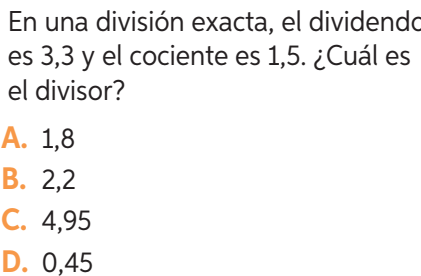 En una división exacta, el dividendo
es 3,3 y el cociente es 1,5. ¿Cuál es
el divisor?
A. 1,8
B. 2,2
C. 4,95
D. 0,45